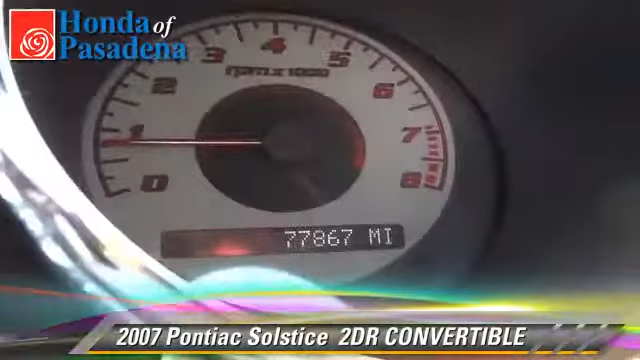 Honda of
Pasadena
0 1 2 3 4 5 6 7 8
rpm x 1000
77867 MI
2007 Pontiac Solstice 2DR CONVERTIBLE